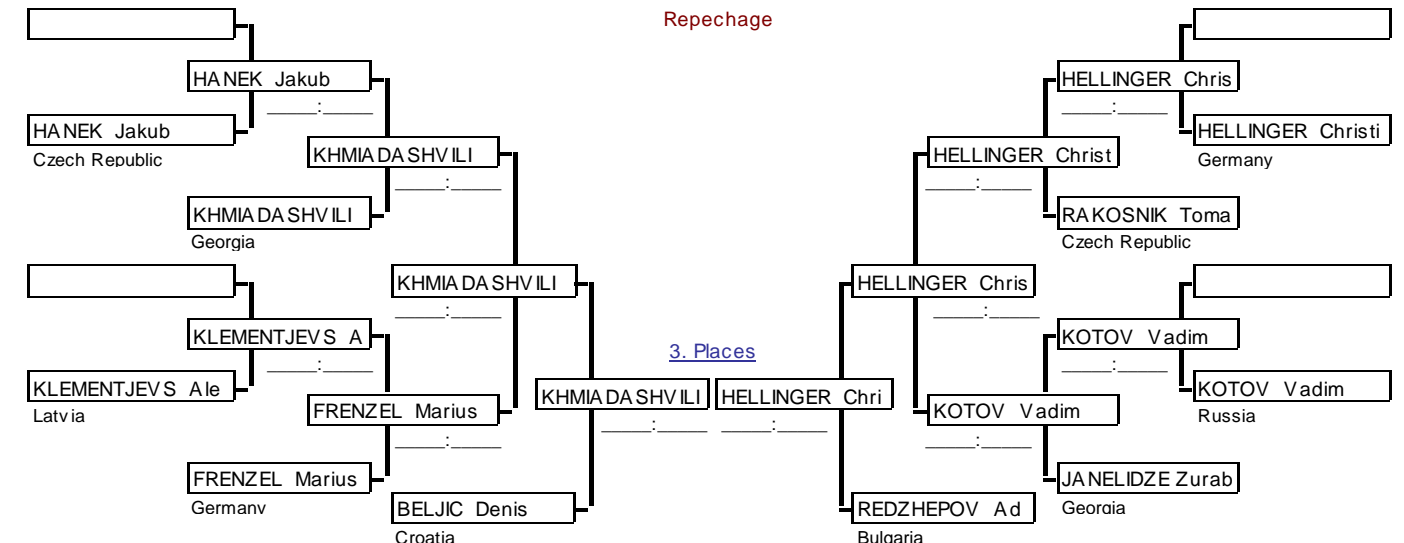 Repechage
HANEK Jakub
HELLINGER Chris
_____:_____
_____:_____
HANEK Jakub
HELLINGER Christi
Czech Republic
KHMIADASHVILI
HELLINGER Christ
Germany
_____:_____
_____:_____
KHMIADASHVILI
RAKOSNIK Toma
Georgia
Czech Republic
KHMIADASHVILI
HELLINGER Chris
_____:_____
_____:_____
KLEMENTJEVS A
KOTOV Vadim
3. Places
_____:_____
_____:_____
KLEMENTJEVS Ale
KHMIADASHVILI
HELLINGER Chri
KOTOV Vadim
Latvia
FRENZEL Marius
KOTOV Vadim
Russia
_____:_____
_____:_____
_____:_____
_____:_____
FRENZEL Marius
JANELIDZE Zurab
Germany
BELJIC Denis
REDZHEPOV Ad
Georgia
Croatia
Bulgaria